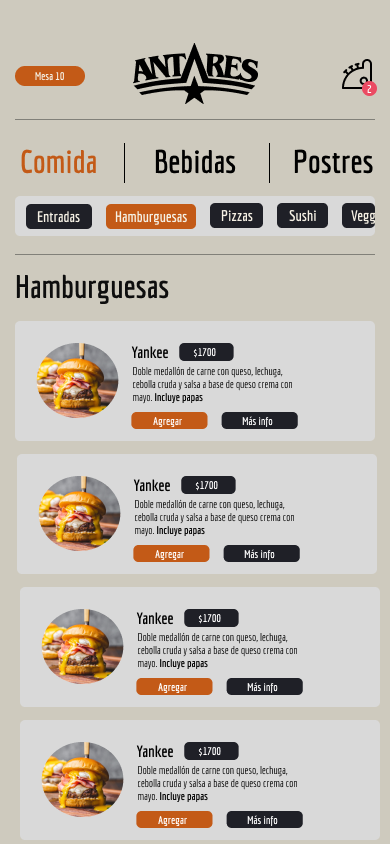 Mesa 10
ANTARES
2
Comida
Bebidas
Postres
Entradas
Hamburguesas
Pizzas
Sushi
Vegg
Hamburguesas
Yankee
$1700
Doble medallón de carne con queso, lechuga,
cebolla cruda y salsa a base de queso crema con
mayo. Incluye papas
Agregar
Más info
Yankee
$1700
Doble medallón de carne con queso, lechuga,
cebolla cruda y salsa a base de queso crema con
mayo. Incluye papas
Agregar
Más info
Yankee
$1700
Doble medallón de carne con queso, lechuga,
cebolla cruda y salsa a base de queso crema con
mayo. Incluye papas
Agregar
Más info
Yankee
$1700
Doble medallón de carne con queso, lechuga,
cebolla cruda y salsa a base de queso crema con
mayo. Incluye papas
Agregar
Más info